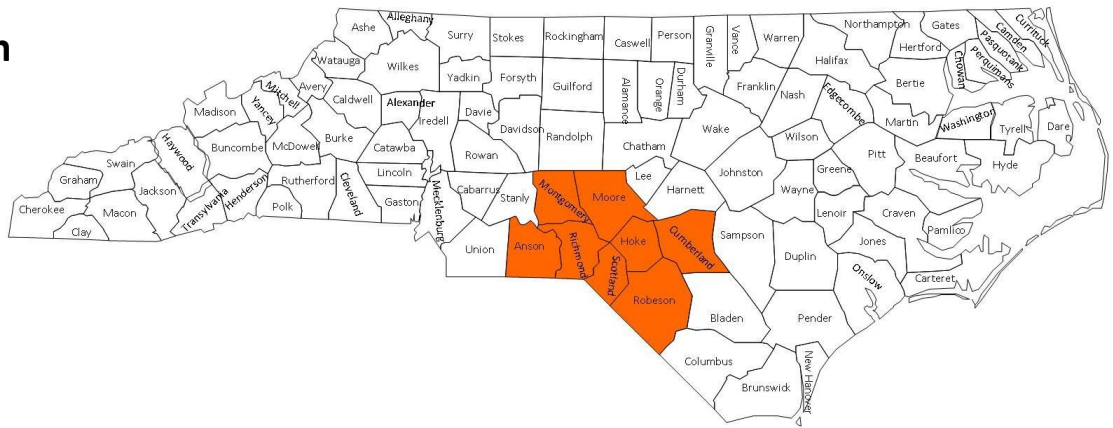 n
Ashe
Alleghany
Surry
Stokes
Rockingham
Caswell
Person
Granville
Vance
Warren
Northampton
Gates
Currituck
Camden
Pasquotank
Perquimans
Chowan
Hertford
Halifax
Watauga
Wilkes
Yadkin
Forsyth
Guilford
Alamance
Orange
Durham
Franklin
Nash
Edgecombe
Bertie
Martin
Washington
Tyrell
Dare
Avery
Mitchell
Yancey
Caldwell
Alexander
Iredell
Davie
Davidson
Randolph
Chatham
Wake
Wilson
Pitt
Beaufort
Hyde
Madison
Haywood
Buncombe
McDowell
Burke
Catawba
Rowan
Lee
Johnston
Greene
Wayne
Swain
Graham
Jackson
Transylvania
Henderson
Rutherford
Polk
Cleveland
Lincoln
Gaston
Mecklenburg
Cabarrus
Stanly
Montgomery
Moore
Harnett
Lenoir
Craven
Pamlico
Cherokee
Macon
Clay
Union
Anson
Richmond
Scotland
Hoke
Cumberland
Sampson
Duplin
Jones
Onslow
Carteret
Robeson
Bladen
Pender
Columbus
Brunswick
New Hanover